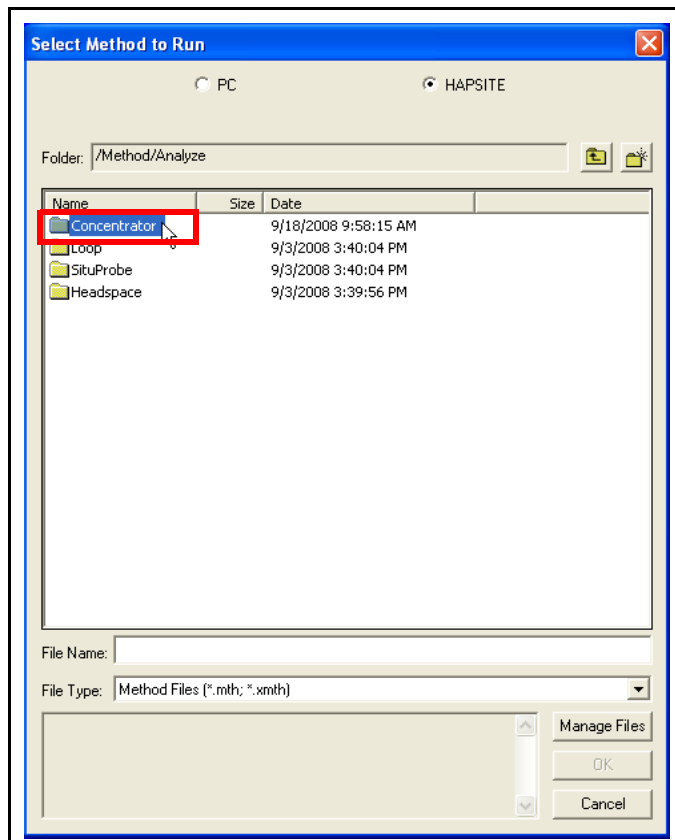 Select Method to Run
PC HAPSITE
Folder: /Method/Analyze
Name Size Date
Concentrator 9/18/2008 9:58:15 AM
Loop 9/3/2008 3:40:04 PM
SituProbe 9/3/2008 3:40:04 PM
Headspace 9/3/2008 3:39:56 PM
File Name:
File Type: Method Files (*.mth; *.xmth)
Manage Files
OK
Cancel